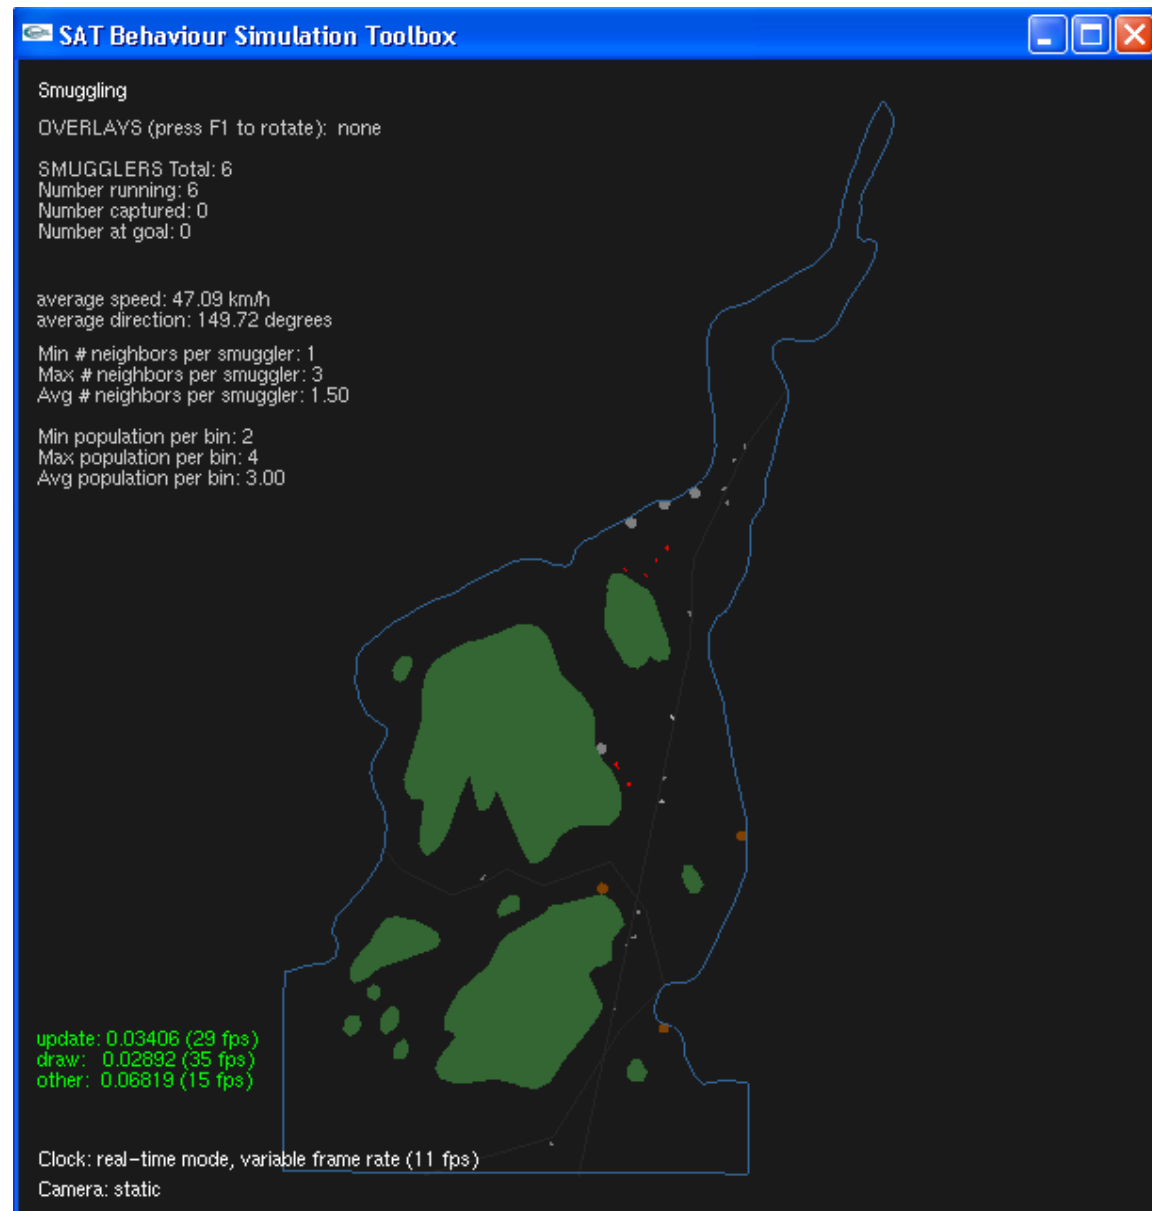 SAT Behaviour Simulation Toolbox
Smuggling
OVERLAYS (press F1 to rotate): none
SMUGGLERS Total: 6
Number running: 6
Number captured: 0
Number at goal: 0
average speed: 47.09 km/h
average direction: 149.72 degrees
Min # neighbors per smuggler: 1
Max # neighbors per smuggler: 3
Avg # neighbors per smuggler: 1.50
Min population per bin: 2
Max population per bin: 4
Avg population per bin: 3.00
update: 0.03406 (29 fps)
draw: 0.02892 (35 fps)
other: 0.06819 (15 fps)
Clock: real-time mode, variable frame rate (11 fps)
Camera: static